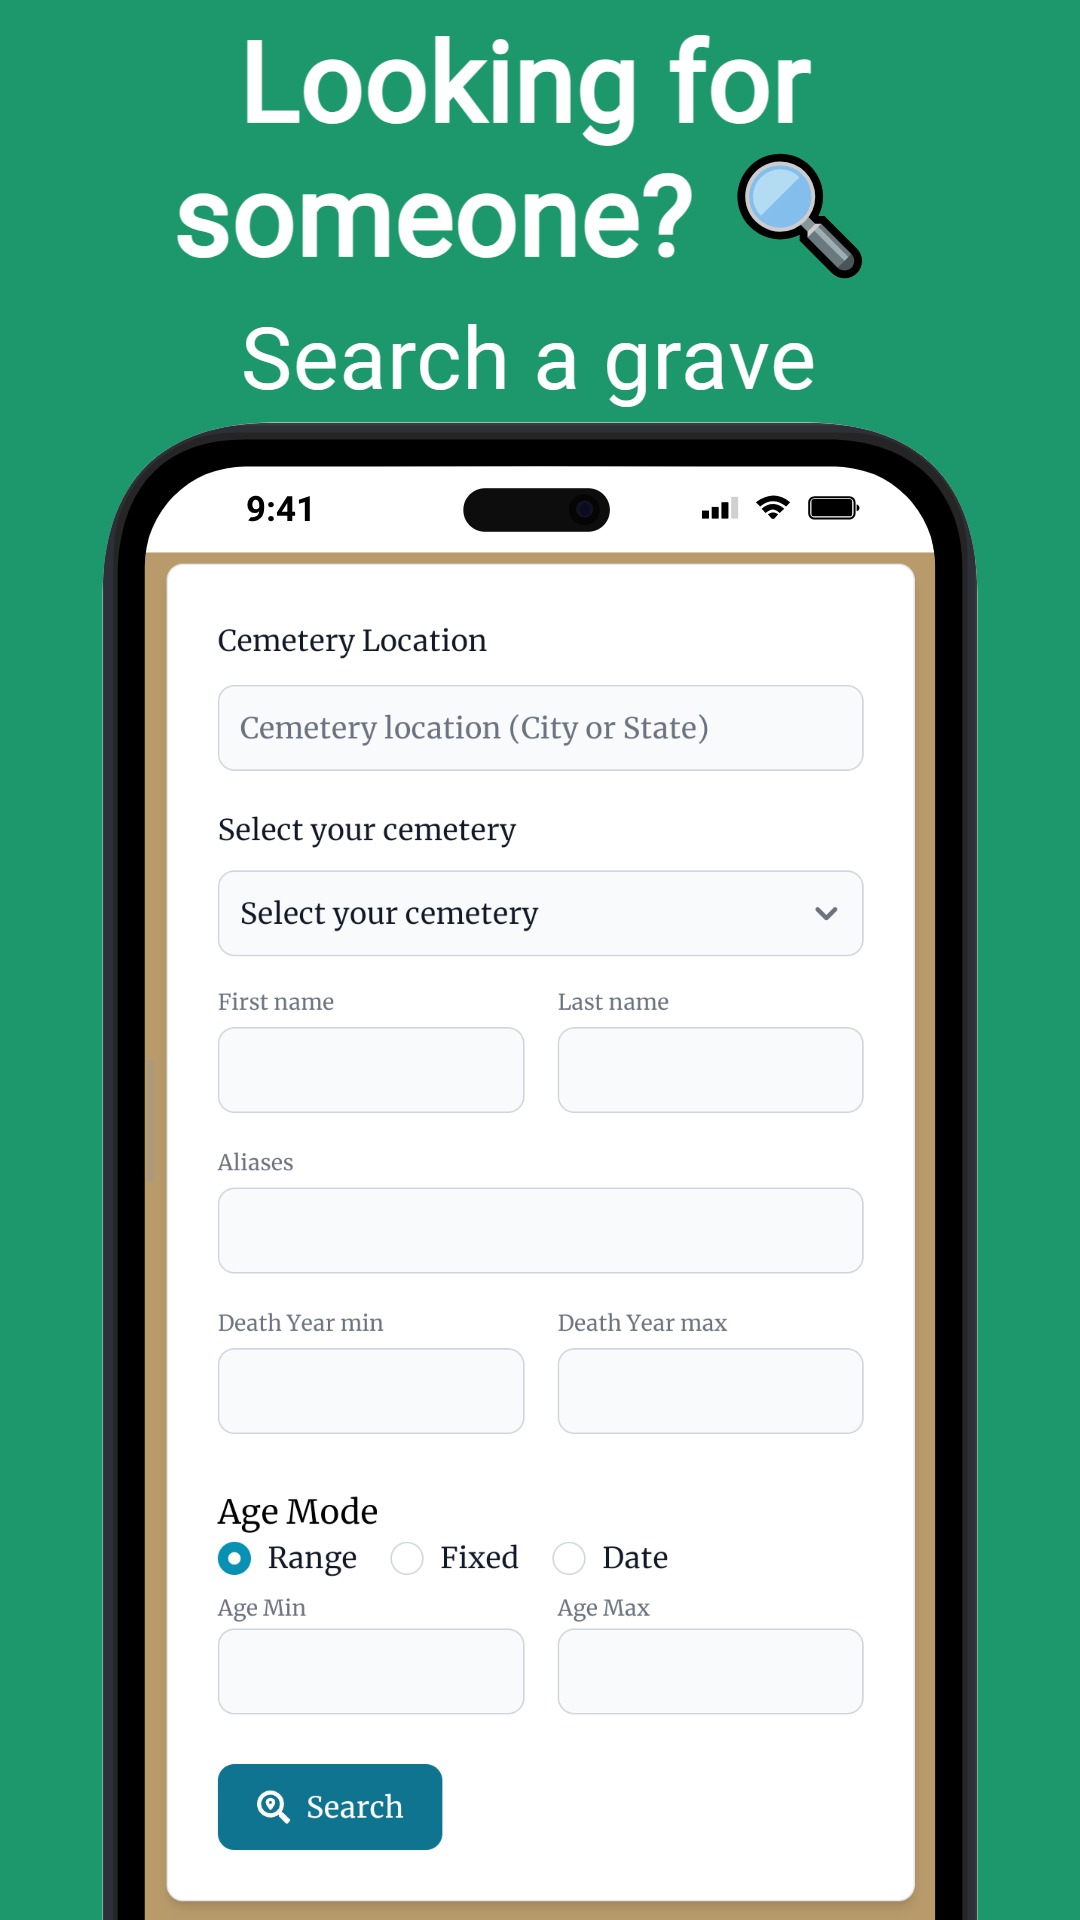 Looking for
someone?
Search a grave
9:41
Cemetery Location
Cemetery location (City or State)
Select your cemetery
Select your cemetery
First name Last name
Aliases
Death Year min Death Year max
Age Mode
Range Fixed Date
Age Min Age Max
Search